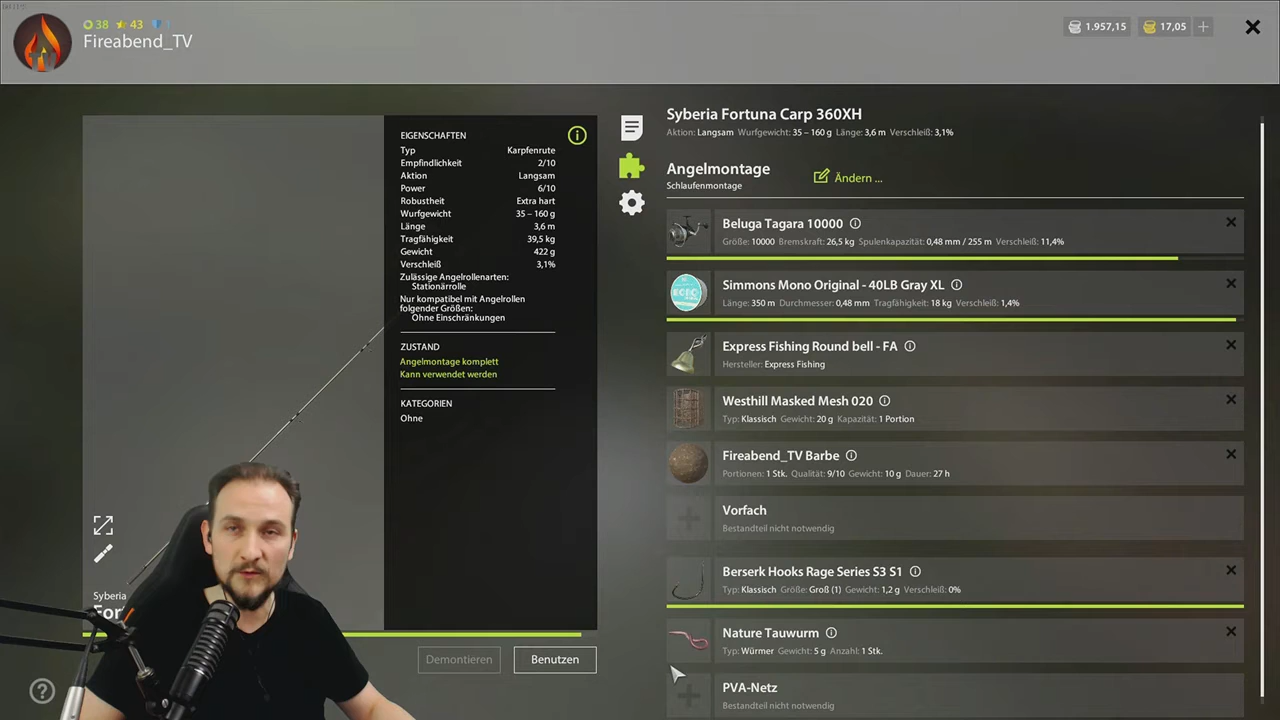 38 43
Fireabend_TV
1.957,15
17,05
EIGENSCHAFTEN
Typ Karpfenrute
Empfindlichkeit 2/10
Aktion Langsam
Power 6/10
Robustheit Extra hart
Wurfgewicht 35 – 160 g
Länge 3,6 m
Tragfähigkeit 39,5 kg
Gewicht 422 g
Verschleiß 3,1%
Zulässige Angelrollenarten:
Stationärrolle
Nur kompatibel mit Angelrollen
folgender Größen:
Ohne Einschränkungen
ZUSTAND
Angelmontage komplett
Kann verwendet werden
KATEGORIEN
Ohne
Syberia
For
Demontieren
Benutzen
Syberia Fortuna Carp 360XH
Aktion: Langsam Wurfgewicht: 35 – 160 g Länge: 3,6 m Verschleiß: 3,1%
Angelmontage
Schlaufenmontage
Ändern ...
Beluga Tagara 10000
Größe: 10000 Bremskraft: 26,5 kg Spulenkapazität: 0,48 mm / 255 m Verschleiß: 11,4%
Simmons Mono Original - 40LB Gray XL
Länge: 350 m Durchmesser: 0,48 mm Tragfähigkeit: 18 kg Verschleiß: 1,4%
Express Fishing Round bell - FA
Hersteller: Express Fishing
Westhill Masked Mesh 020
Typ: Klassisch Gewicht: 20 g Kapazität: 1 Portion
Fireabend_TV Barbe
Portionen: 1 Stk. Qualität: 9/10 Gewicht: 10 g Dauer: 27 h
Vorfach
Bestandteil nicht notwendig
Berserk Hooks Rage Series S3 S1
Typ: Klassisch Größe: Groß (1) Gewicht: 1,2 g Verschleiß: 0%
Nature Tauwurm
Typ: Würmer Gewicht: 5 g Anzahl: 1 Stk.
PVA-Netz
Bestandteil nicht notwendig